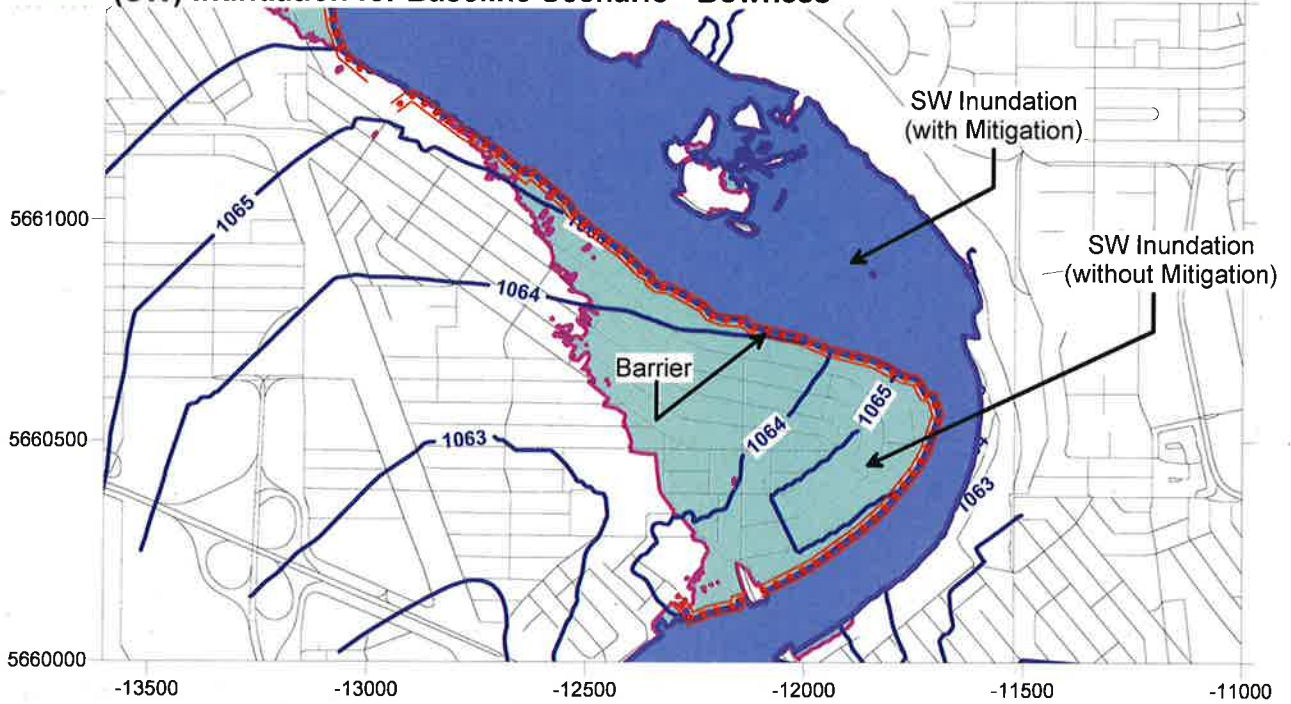 (SW) Inundation for Baseline Scenario - Bowness
SW Inundation
(with Mitigation)
1065
5661000
SW Inundation
(without Mitigation)
1064
Barrier
1065
1064
1063
5660500
1063
5660000
-13500
-13000
-12500
-12000
-11500
-11000